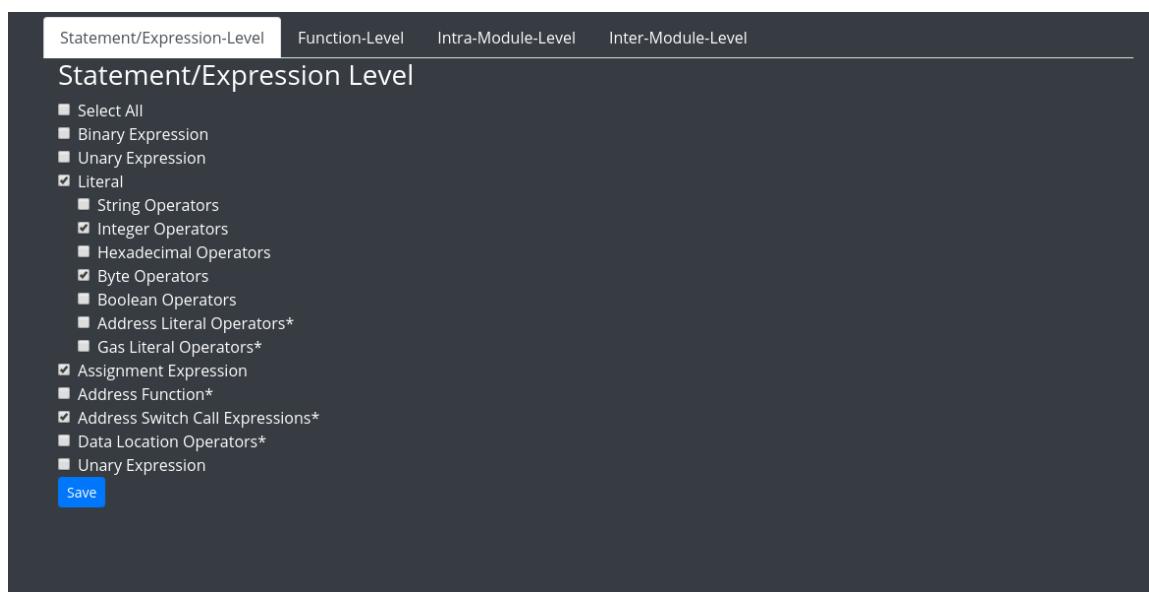 Statement/Expression-Level Function-Level Intra-Module-Level Inter-Module-Level
Statement/Expression Level
Select All
Binary Expression
Unary Expression
Literal
String Operators
Integer Operators
Hexadecimal Operators
Byte Operators
Boolean Operators
Address Literal Operators*
Gas Literal Operators*
Assignment Expression
Address Function*
Address Switch Call Expressions*
Data Location Operators*
Unary Expression
Save